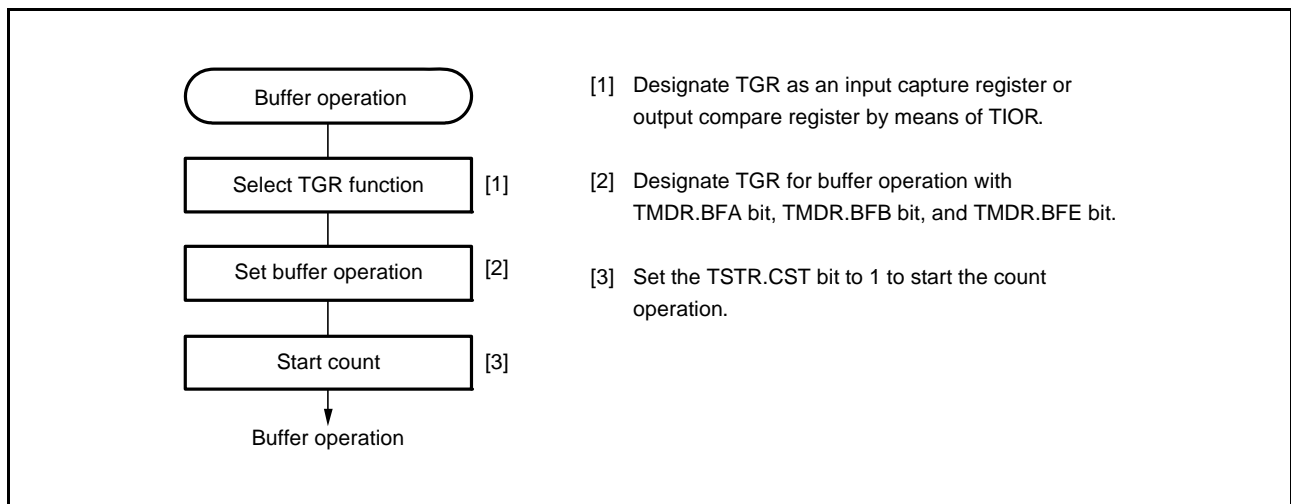 Buffer operation
Select TGR function [1]
Set buffer operation [2]
Start count [3]
Buffer operation
[1] Designate TGR as an input capture register or
output compare register by means of TIOR.
[2] Designate TGR for buffer operation with
TMDR.BFA bit, TMDR.BFB bit, and TMDR.BFE bit.
[3] Set the TSTR.CST bit to 1 to start the count
operation.